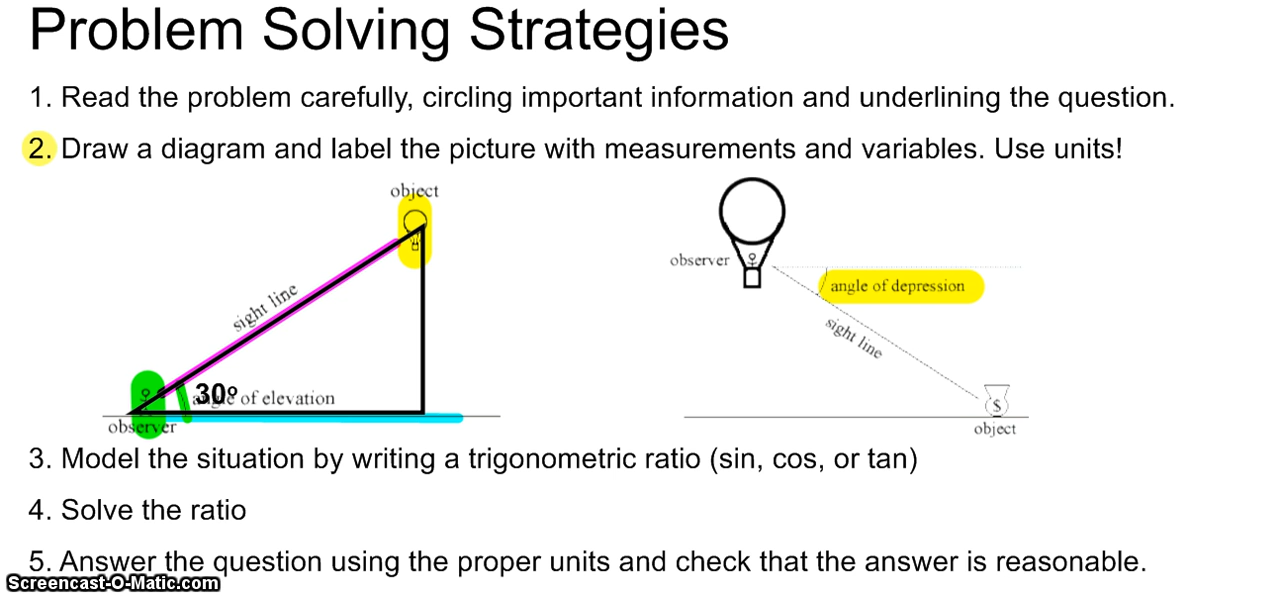 Problem Solving Strategies
1. Read the problem carefully, circling important information and underlining the question.
2. Draw a diagram and label the picture with measurements and variables. Use units!
object
sight line
30º of elevation
observer
observer
angle of depression
sight line
$
object
3. Model the situation by writing a trigonometric ratio (sin, cos, or tan)
4. Solve the ratio
5. Answer the question using the proper units and check that the answer is reasonable.
Screencast-O-Matic.com